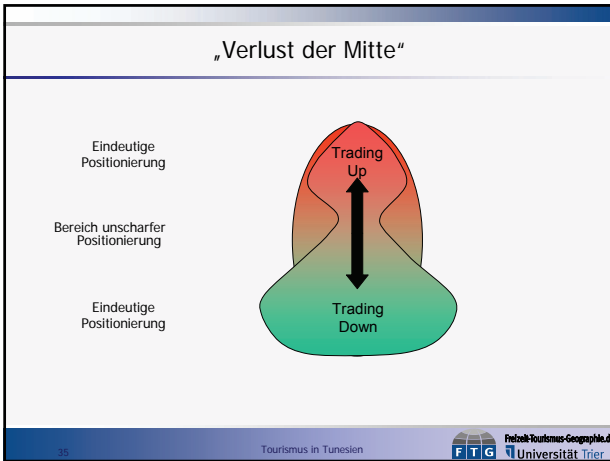 „Verlust der Mitte“
Eindeutige
Positionierung
Trading
Up
Bereich unscharfer
Positionierung
Eindeutige
Positionierung
Trading
Down
35
Tourismus in Tunesien
FTG
Freizeit-Tourismus-Geographie.d
Universität Trier